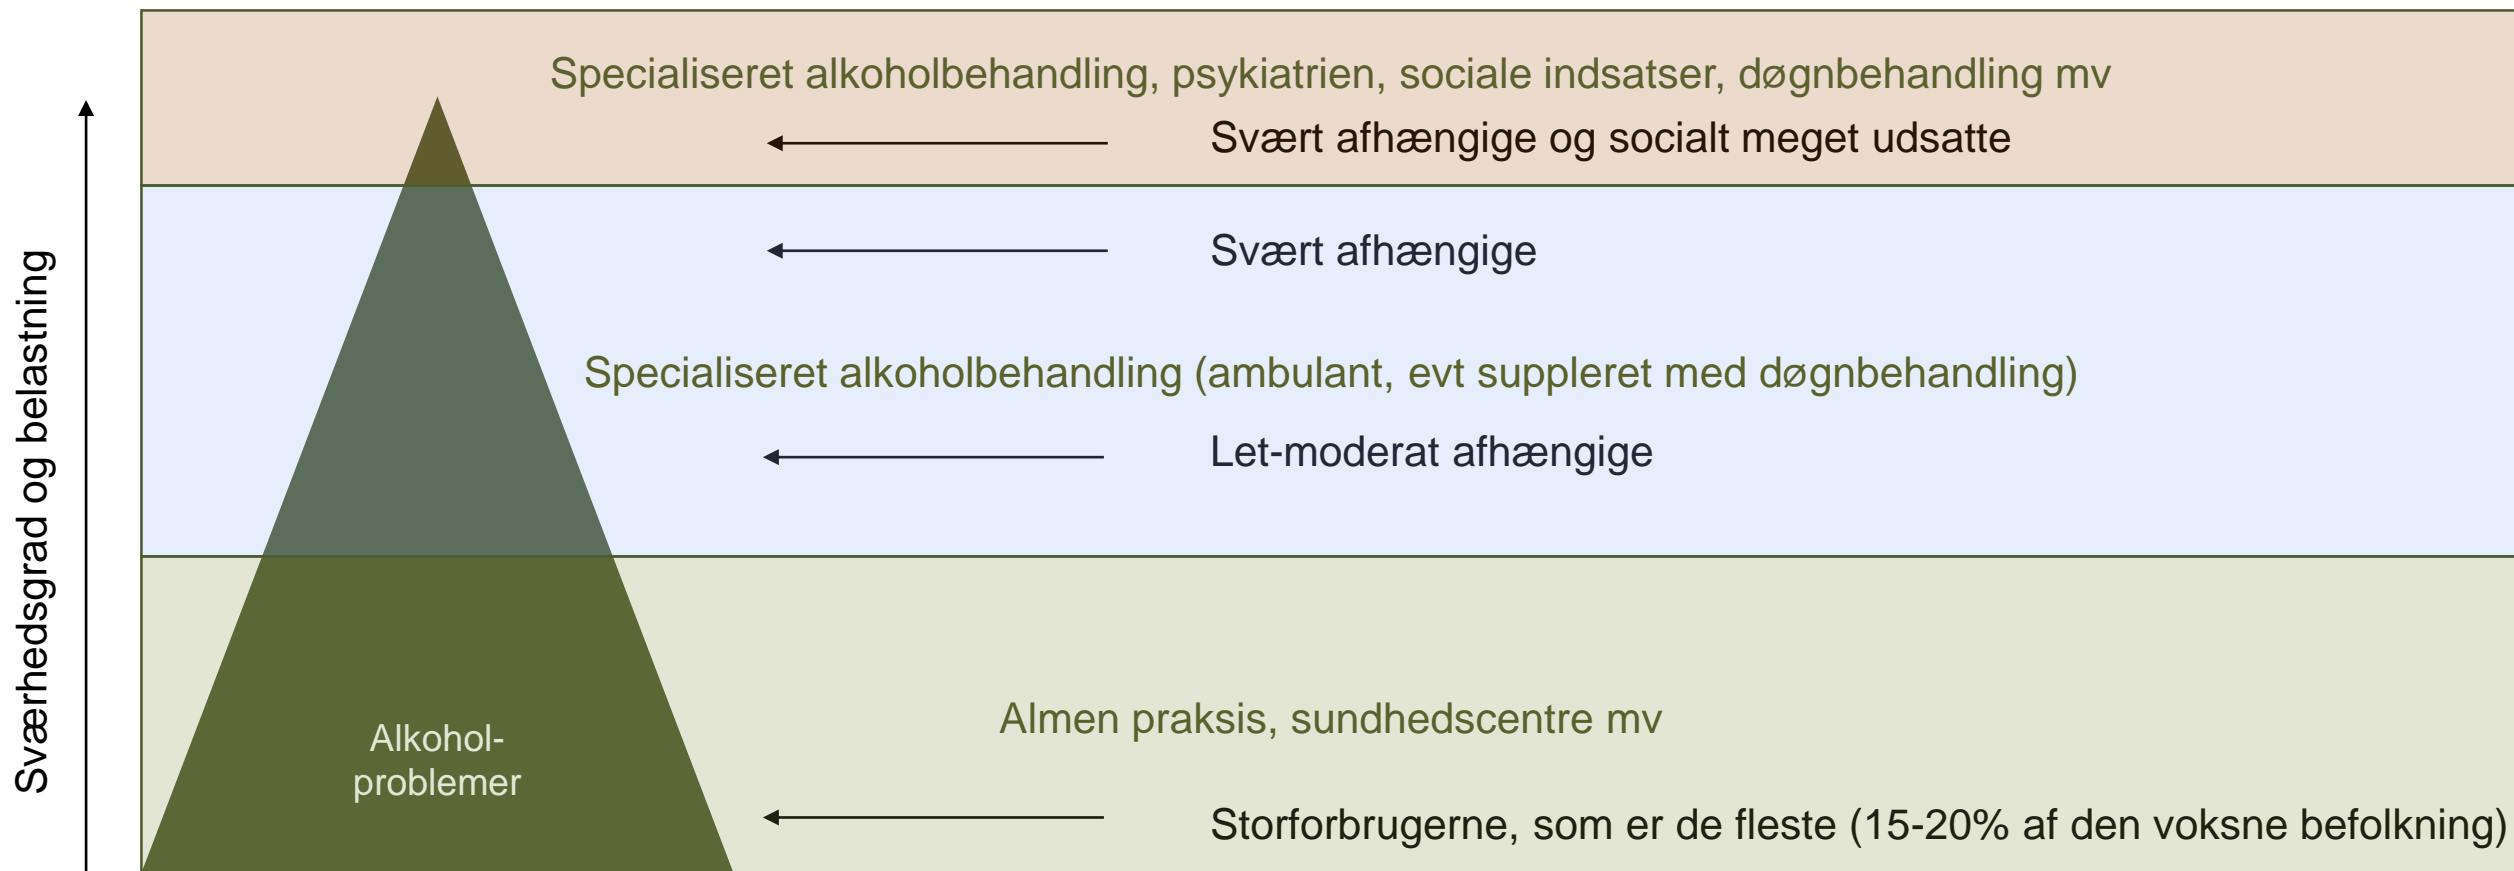 Specialiseret alkoholbehandling, psykiatrien, sociale indsatser, døgnbehandling mv
Svært afhængige og socialt meget udsatte
Svært afhængige
Specialiseret alkoholbehandling (ambulant, evt suppleret med døgnbehandling)
Let-moderat afhængige
Sværhedsgrad og belastning
Almen praksis, sundhedscentre mv
Alkohol-
problemer
Storforbrugerne, som er de fleste (15-20% af den voksne befolkning)